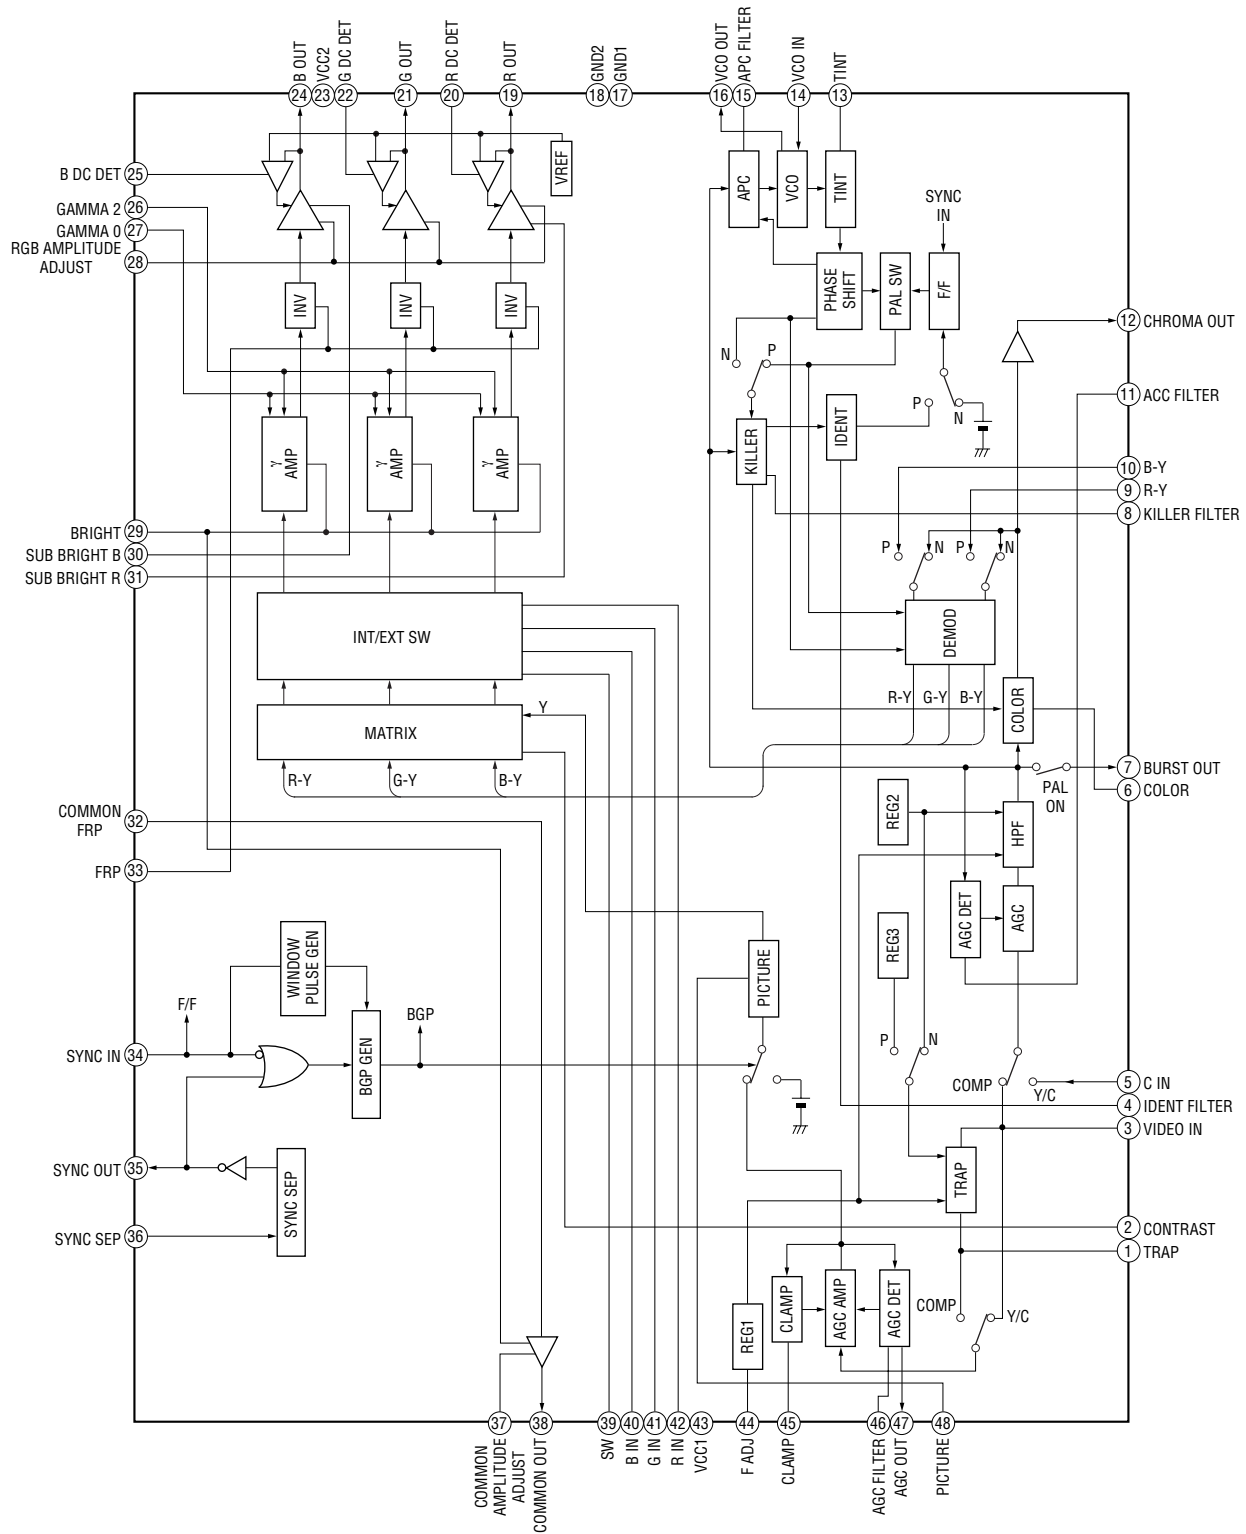 B OUT
VCC2
G DC DET
G OUT
R DC DET
R OUT
GND2
GND1
VCO OUT
APC FILTER
VCO IN
TINT
24
23
22
21
20
19
18
17
16
15
14
13
B DC DET 25
GAMMA 2 26
GAMMA 0 27
RGB AMPLITUDE
ADJUST 28
VREF
APC
VCO
TINT
SYNC
IN
INV
INV
INV
PHASE
SHIFT
PAL SW
F/F
12 CHROMA OUT
N
P
11 ACC FILTER
P
N
γ
AMP
γ
AMP
γ
AMP
KILLER
IDENT
10 B-Y
9 R-Y
8 KILLER FILTER
BRIGHT 29
SUB BRIGHT B 30
SUB BRIGHT R 31
P
N
P
N
INT/EXT SW
DEMOD
R-Y
G-Y
B-Y
COLOR
Y
MATRIX
R-Y
G-Y
B-Y
7 BURST OUT
PAL
ON
6 COLOR
COMMON
FRP 32
FRP 33
REG2
HPF
AGC DET
AGC
REG3
WINDOW
PULSE GEN
PICTURE
F/F
BGP
SYNC IN 34
BGP GEN
P
N
COMP
Y/C
5 C IN
4 IDENT FILTER
3 VIDEO IN
SYNC OUT 35
SYNC SEP
TRAP
SYNC SEP 36
2 CONTRAST
1 TRAP
REG1
CLAMP
AGC AMP
AGC DET
COMP
Y/C
37
38
39
40
41
42
43
44
45
46
47
48
COMMON
AMPLITUDE
ADJUST
COMMON OUT
SW
B IN
G IN
R IN
VCC1
F ADJ
CLAMP
AGC FILTER
AGC OUT
PICTURE